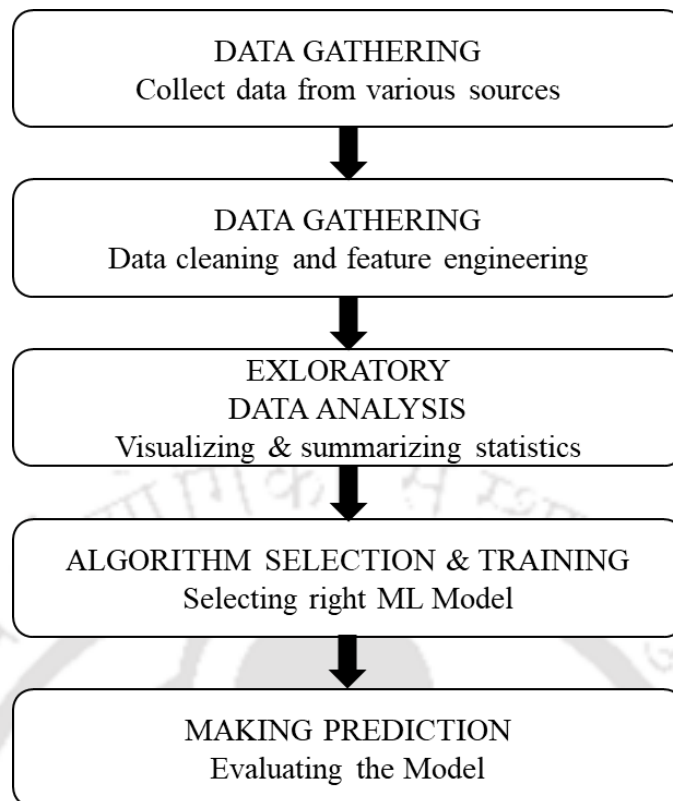 DATA GATHERING
Collect data from various sources
DATA GATHERING
Data cleaning and feature engineering
EXLORATORY
DATA ANALYSIS
Visualizing & summarizing statistics
ALGORITHM SELECTION & TRAINING
Selecting right ML Model
MAKING PREDICTION
Evaluating the Model